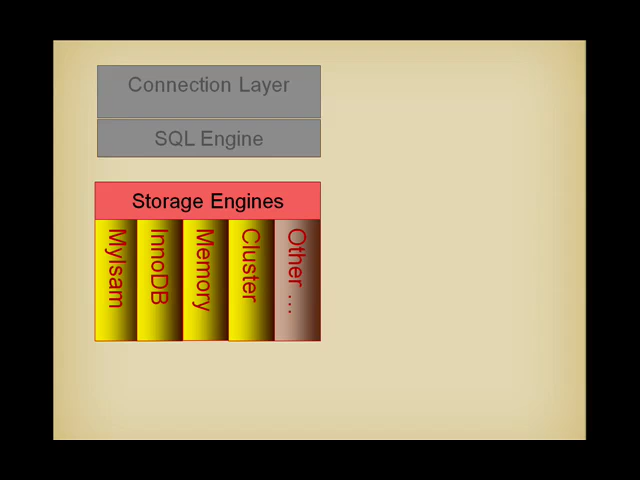 Connection Layer
SQL Engine
Storage Engines
MyIsam
InnoDB
Memory
Cluster
Other ...